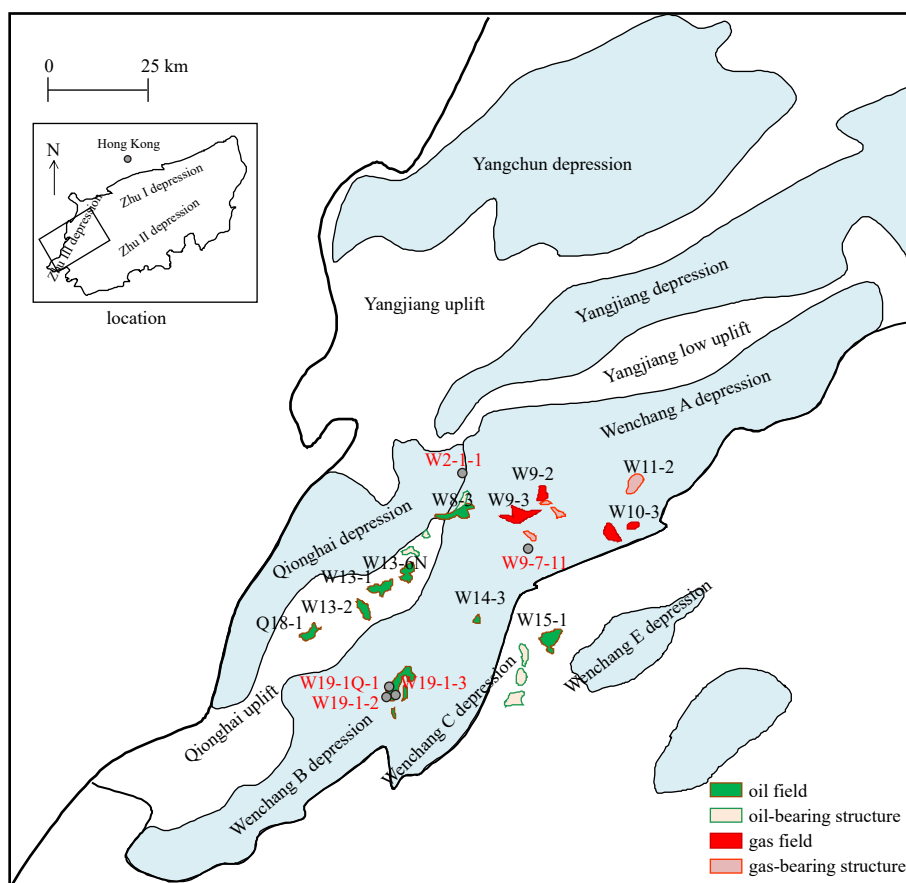 0 25 km
Hong Kong
N
Zhu I depression
Zhu II depression
Zhu III depression
location
Yangchun depression
Yangjiang uplift
Yangjiang depression
Yangjiang low uplift
Wenchang A depression
W2-1-1
W9-2
W11-2
W8-3
W9-3
W10-3
Qionghai depression
W13-6N
W9-7-11
W13-1
W13-2
W14-3
Q18-1
W15-1
Wenchang E depression
W19-1Q-1
W19-1-3
W19-1-2
Qionghai uplift
Wenchang C depression
Wenchang B depression
oil field
oil-bearing structure
gas field
gas-bearing structure